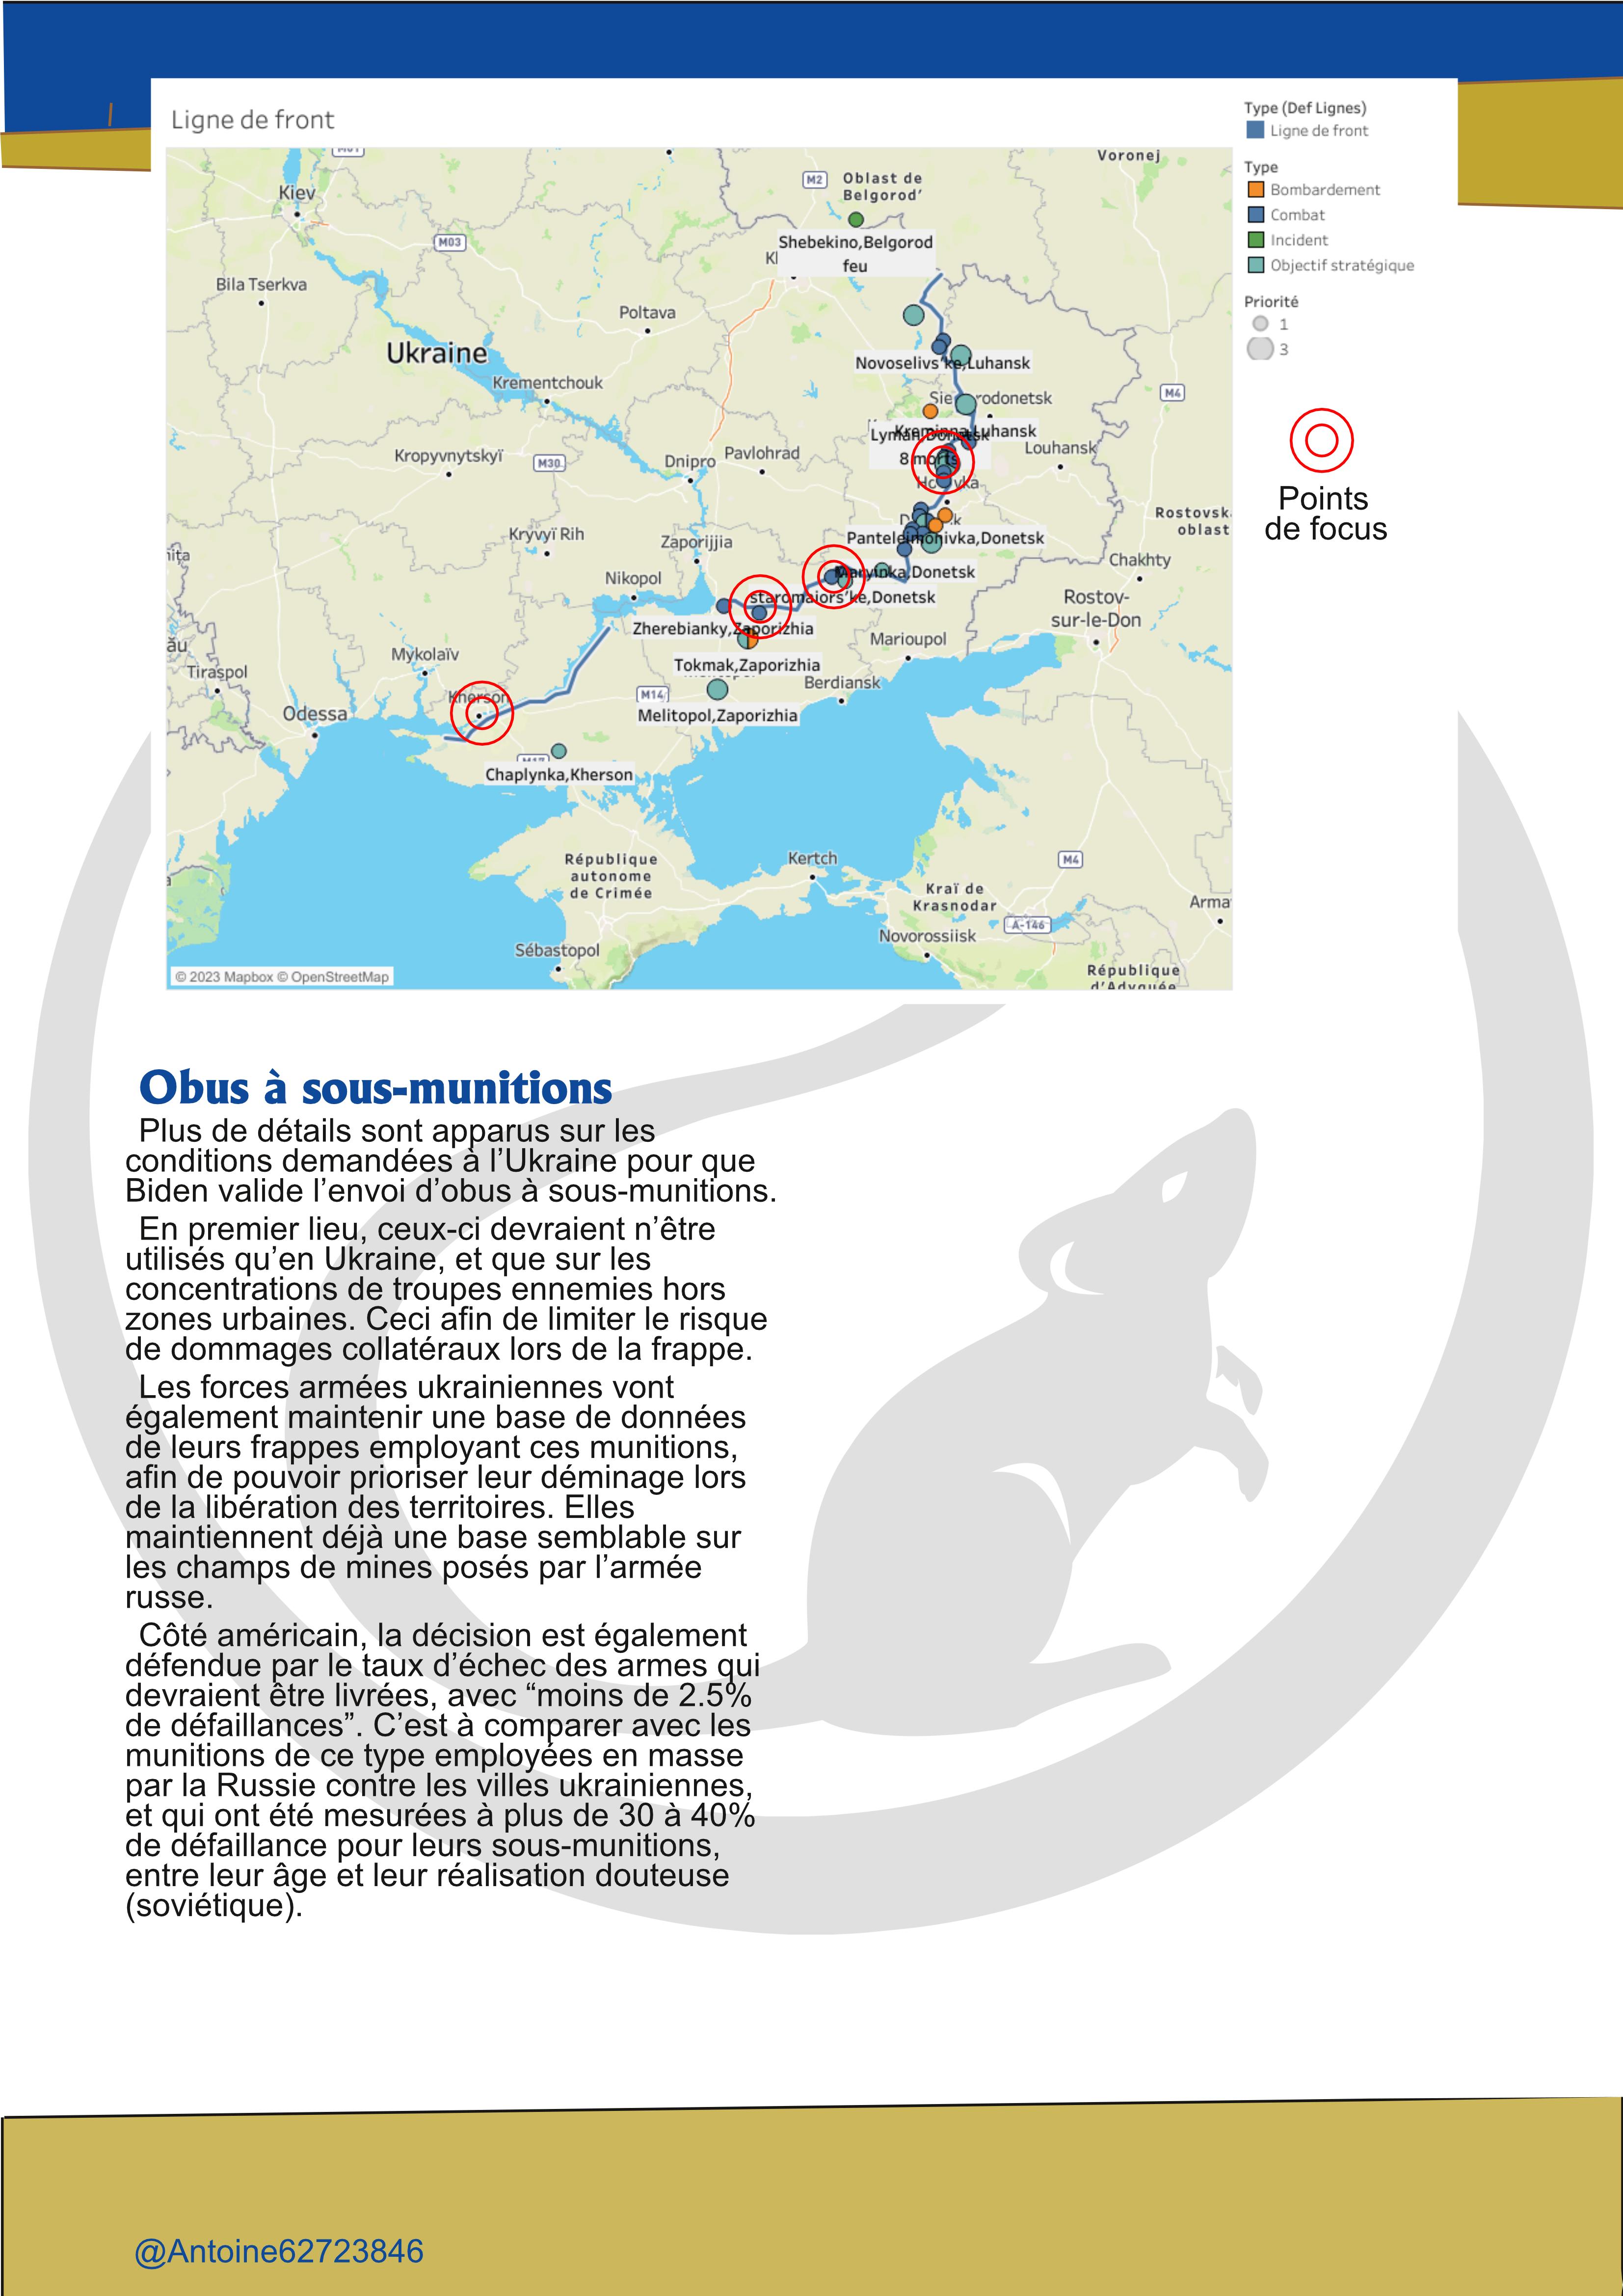 Ligne de front
Type (Def Lignes)
Ligne de front
Type
Bombardement
Combat
Incident
Objectif stratégique
Priorité
1
3
Points
de focus
Voronej
M2
Oblast de
Belgorod’
Kiev
M03
Shebekino,Belgorod
feu
Bila Tserkva
Poltava
Ukraine
Novoselivs'ke,Luhansk
Krementchouk
M4
Kreminna,Luhansk
Lyman,Donetsk
8 morts
Louhansk
Kropyvnytskyï
M30
Dnipro
Pavlohrad
Rostovsk
oblast
Kryvyï Rih
Zaporijjia
Panteleimonivka,Donetsk
Chakhty
Nikopol
Maryinka,Donetsk
staromaiors'ke,Donetsk
Rostov-
sur-le-Don
Zherebianky,Zaporizhia
Marioupol
Mykolaïv
Tiraspol
Tokmak,Zaporizhia
Berdiansk
Kherson
M14
Odessa
Melitopol,Zaporizhia
M17
Chaplynka,Kherson
République
autonome
de Crimée
Kertch
M4
Kraï de
Krasnodar
Arma
A-146
Novorossiisk
Sébastopol
République
d'Adyguée
© 2023 Mapbox © OpenStreetMap
Obus à sous-munitions
Plus de détails sont apparus sur les
conditions demandées à l’Ukraine pour que
Biden valide l’envoi d’obus à sous-munitions.
En premier lieu, ceux-ci devraient n’être
utilisés qu’en Ukraine, et que sur les
concentrations de troupes ennemies hors
zones urbaines. Ceci afin de limiter le risque
de dommages collatéraux lors de la frappe.
Les forces armées ukrainiennes vont
également maintenir une base de données
de leurs frappes employant ces munitions,
afin de pouvoir prioriser leur déminage lors
de la libération des territoires. Elles
maintiennent déjà une base semblable sur
les champs de mines posés par l’armée
russe.
Côté américain, la décision est également
défendue par le taux d’échec des armes qui
devraient être livrées, avec “moins de 2.5%
de défaillances”. C’est à comparer avec les
munitions de ce type employées en masse
par la Russie contre les villes ukrainiennes,
et qui ont été mesurées à plus de 30 à 40%
de défaillance pour leurs sous-munitions,
entre leur âge et leur réalisation douteuse
(soviétique).
@Antoine62723846